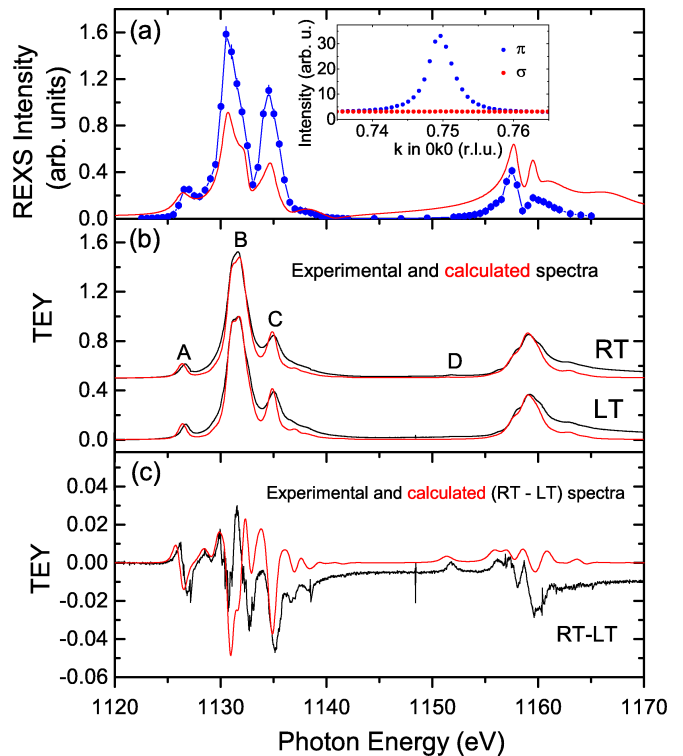 (a)
REXS Intensity
(arb. units)
1.6
1.2
0.8
0.4
0.0
Intensity (arb. u.)
30
20
10
0
π
σ
0.74 0.75 0.76
k in 0k0 (r.l.u.)
(b)
TEY
1.6
1.2
0.8
0.4
0.0
Experimental and calculated spectra
A
B
C
D
RT
LT
(c)
TEY
0.04
0.02
0.00
-0.02
-0.04
-0.06
Experimental and calculated (RT - LT) spectra
RT-LT
1120 1130 1140 1150 1160 1170
Photon Energy (eV)